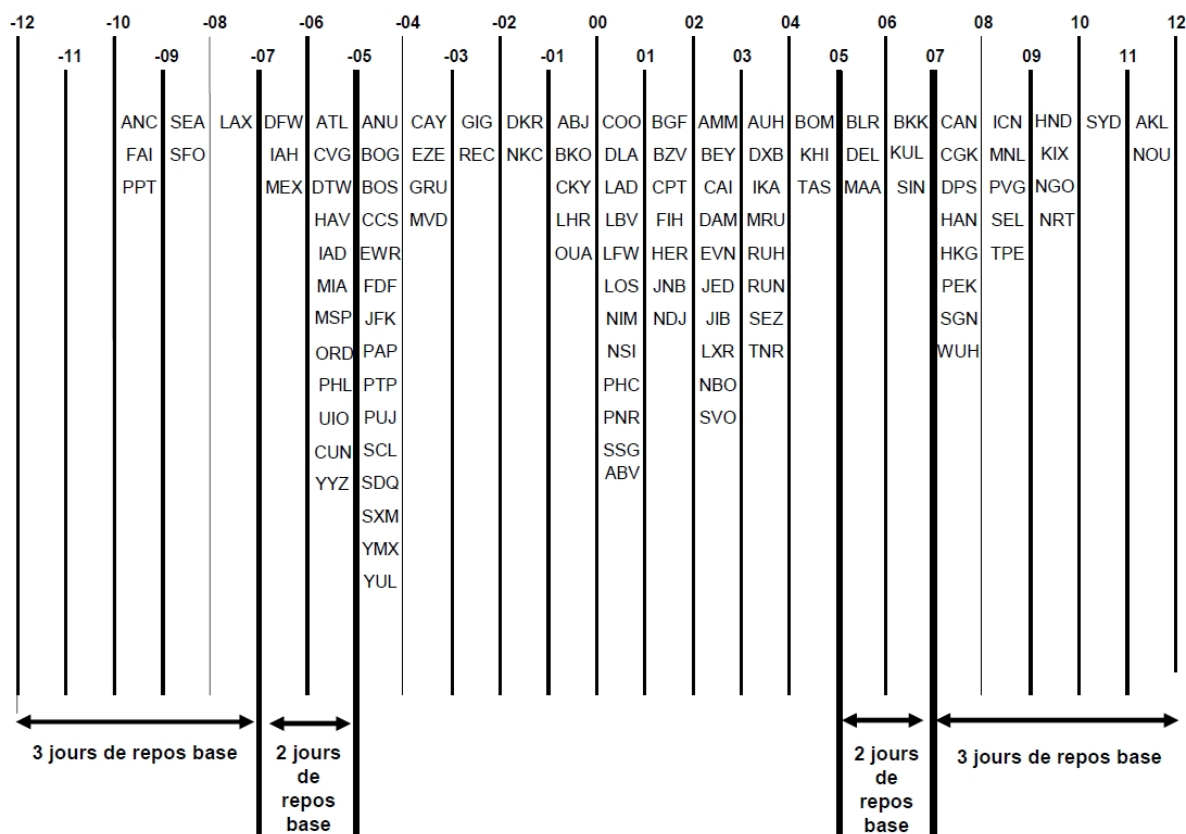 -12 -10 -08 -06 -04 -02 00 02 04 06 08 10 12
-11 -09 -07 -05 -03 -01 01 03 05 07 09 11
ANC SEA LAX DFW ATL ANU CAY GIG DKR ABJ COO BGF AMM AUH BOM BLR BKK CAN ICN HND SYD AKL
FAI SFO IAH CVG BOG EZE REC NKC BKO DLA BZV BEY DXB KHI DEL KUL CGK MNL KIX NOU
PPT MEX DTW BOS GRU CKY LAD CPT CAI IKA TAS MAA SIN DPS PVG NGO
HAV CCS MVD LHR LBV FIH DAM MRU HAN SEL NRT
IAD EWR OUA LFW HER EVN RUH HKG TPE
MIA FDF LOS JNB JED RUN PEK
MSP JFK NIM NDJ JIB SEZ SGN
ORD PAP NSI LXR TNR WUH
PHL PTP PHC NBO
UIO PUJ PNR SVO
CUN SCL SSG
ABV
YYZ SDQ
SXM
YMX
YUL
3 jours de repos base
2 jours
de
repos
base
2 jours
de
repos
base
3 jours de repos base